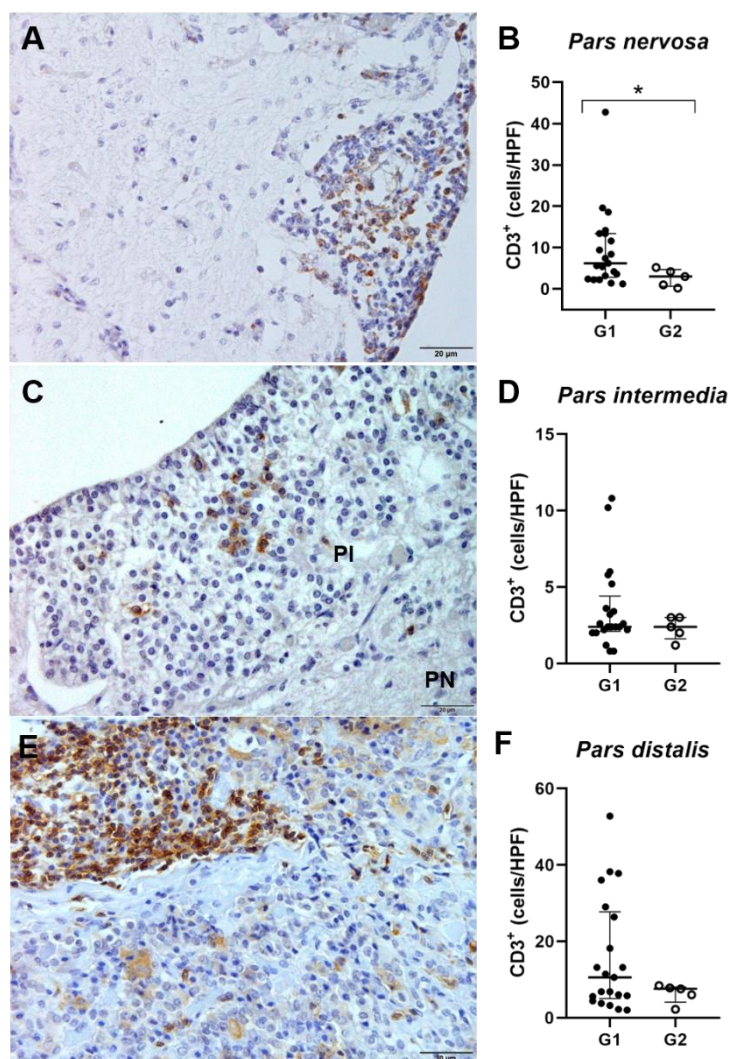 A
20 µm
B
Pars nervosa
50
40
30
20
10
0
CD3⁺ (cells/HPF)
*
G1
G2
C
PI
PN
20 µm
D
Pars intermedia
15
10
5
0
CD3⁺ (cells/HPF)
G1
G2
E
20 µm
F
Pars distalis
60
40
20
0
CD3⁺ (cells/HPF)
G1
G2